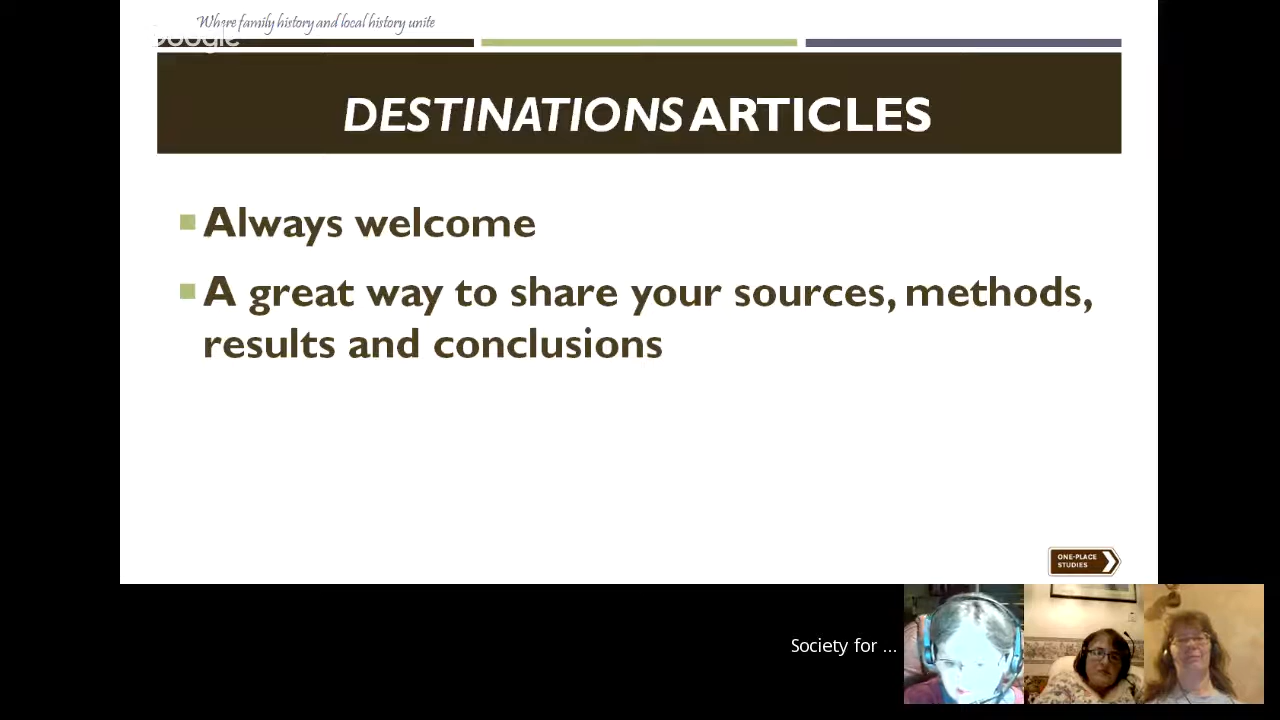 Where family history and local history unite
Google
DESTINATIONS ARTICLES
Always welcome
A great way to share your sources, methods,
results and conclusions
ONE-PLACE
STUDIES
Society for ...